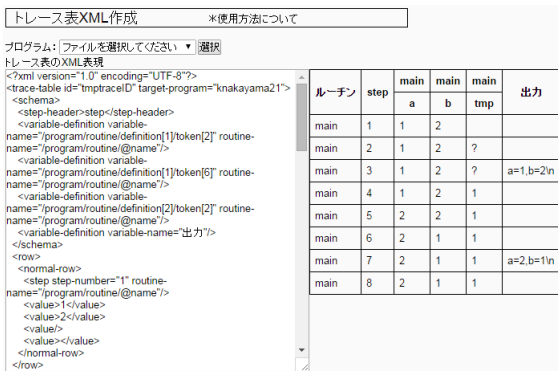 トレース表XML作成 ※使用方法について
プログラム: ファイルを選択してください ▼ 選択
トレース表のXML表現
<?xml version="1.0" encoding="UTF-8"?>
<trace-table id="tmptraceID" target-program="knakayama21">
<schema>
<step-header>step</step-header>
<variable-definition variable-
name="/program/routine/definition[1]/token[2]" routine-
name="/program/routine/@name"/>
<variable-definition variable-
name="/program/routine/definition[1]/token[6]" routine-
name="/program/routine/@name"/>
<variable-definition variable-
name="/program/routine/definition[2]/token[2]" routine-
name="/program/routine/@name"/>
<variable-definition variable-name="出力"/>
</schema>
<row>
<normal-row>
<step step-number="1" routine-
name="/program/routine/@name"/>
<value>1</value>
<value>2</value>
<value/>
<value></value>
</normal-row>
</row>
ルーチン step main main main 出力
a b tmp
main 1 1 2
main 2 1 2 ?
main 3 1 2 ? a=1,b=2\n
main 4 1 2 1
main 5 2 2 1
main 6 2 1 1
main 7 2 1 1 a=2,b=1\n
main 8 2 1 1